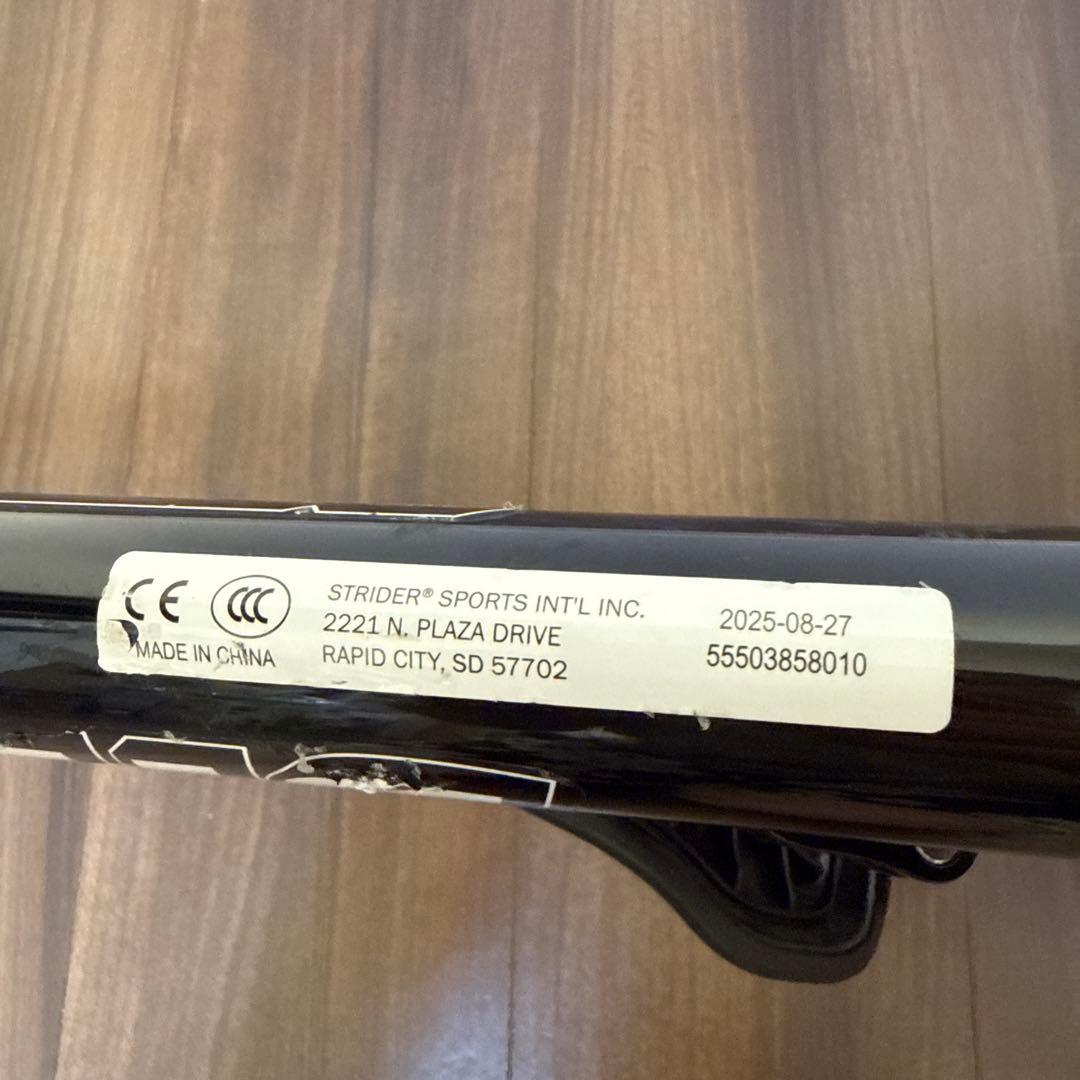 CE CCC
MADE IN CHINA
STRIDER® SPORTS INT'L INC.
2221 N. PLAZA DRIVE
RAPID CITY, SD 57702
2025-08-27
55503858010